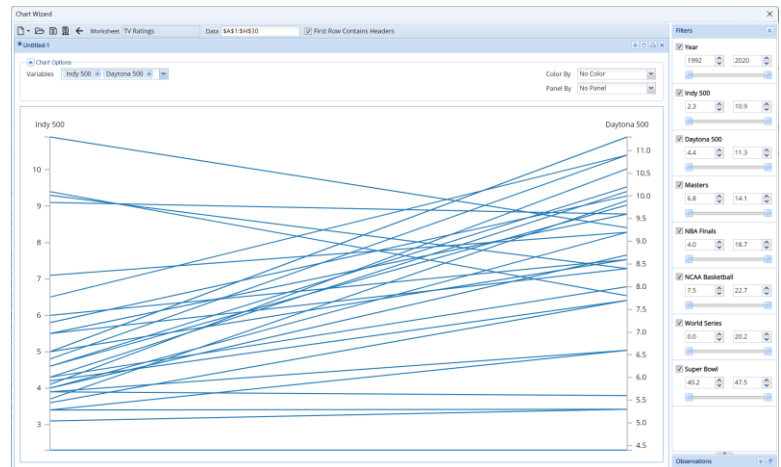 Chart Wizard
Worksheet TV Ratings Data $A$1:$H$30 First Row Contains Headers
Untitled-1
Chart Options
Variables Indy 500 Daytona 500
Color By No Color
Panel By No Panel
Indy 500 Daytona 500
11.0
10.5
10
10.0
9
9.5
9.0
8
8.5
7
8.0
6
7.5
7.0
5
6.5
6.0
4
5.5
5.0
3
4.5
Filters
Year
1992 2020
Indy 500
2.3 10.9
Daytona 500
4.4 11.3
Masters
6.8 14.1
NBA Finals
4.0 18.7
NCAA Basketball
7.5 22.7
World Series
0.0 20.2
Super Bowl
40.2 47.5
Observations